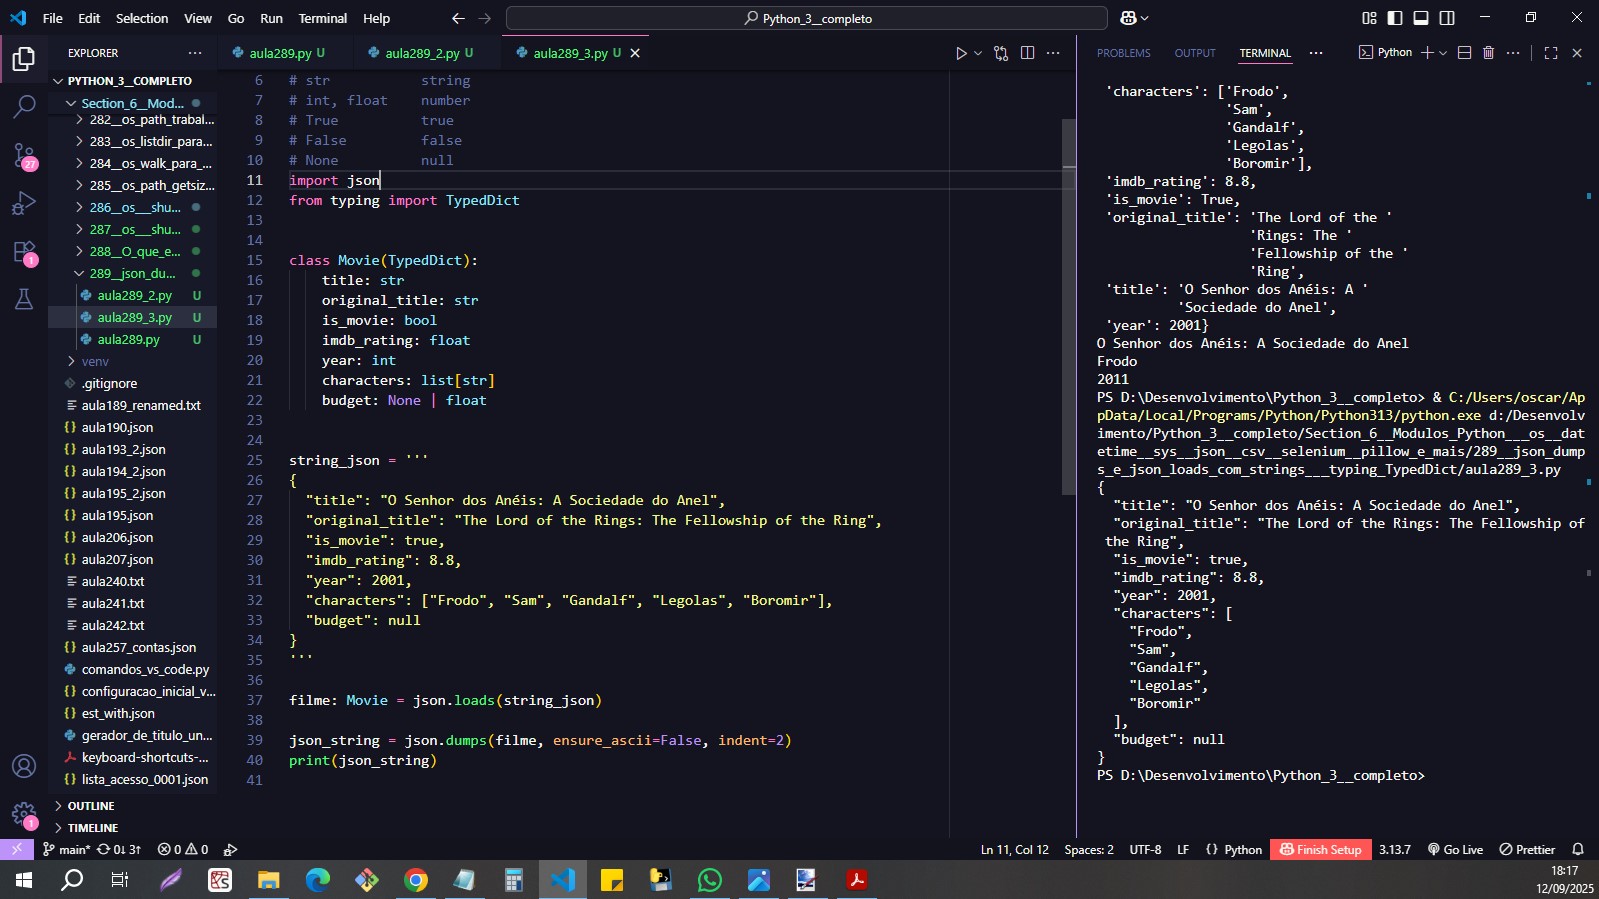 File Edit Selection View Go Run Terminal Help
Python_3__completo
EXPLORER
PYTHON_3__COMPLETO
Section_6__Mod...
282__os_path_trabal...
283__os_listdir_para...
284__os_walk_para_...
285__os_path_getsiz...
286__os___shu...
287__os___shu...
288__O_que_e...
289__json_du...
aula289_2.py U
aula289_3.py U
aula289.py U
venv
.gitignore
aula189_renamed.txt
aula190.json
aula193_2.json
aula194_2.json
aula195_2.json
aula195.json
aula206.json
aula207.json
aula240.txt
aula241.txt
aula242.txt
aula257_contas.json
comandos_vs_code.py
configuracao_inicial_v...
est_with.json
gerador_de_titulo_un...
keyboard-shortcuts-...
lista_acesso_0001.json
OUTLINE
TIMELINE
27
1
1
aula289.py U aula289_2.py U aula289_3.py U
6 # str string
7 # int, float number
8 # True true
9 # False false
10 # None null
11 import json
12 from typing import TypedDict
13
14
15 class Movie(TypedDict):
16 title: str
17 original_title: str
18 is_movie: bool
19 imdb_rating: float
20 year: int
21 characters: list[str]
22 budget: None | float
23
24
25 string_json = '''
26 {
27 "title": "O Senhor dos Anéis: A Sociedade do Anel",
28 "original_title": "The Lord of the Rings: The Fellowship of the Ring",
29 "is_movie": true,
30 "imdb_rating": 8.8,
31 "year": 2001,
32 "characters": ["Frodo", "Sam", "Gandalf", "Legolas", "Boromir"],
33 "budget": null
34 }
35 '''
36
37 filme: Movie = json.loads(string_json)
38
39 json_string = json.dumps(filme, ensure_ascii=False, indent=2)
40 print(json_string)
41
PROBLEMS OUTPUT TERMINAL
Python
'characters': ['Frodo',
'Sam',
'Gandalf',
'Legolas',
'Boromir'],
'imdb_rating': 8.8,
'is_movie': True,
'original_title': 'The Lord of the '
'Rings: The '
'Fellowship of the '
'Ring',
'title': 'O Senhor dos Anéis: A '
'Sociedade do Anel',
'year': 2001}
O Senhor dos Anéis: A Sociedade do Anel
Frodo
2011
PS D:\Desenvolvimento\Python_3__completo> & C:/Users/oscar/Ap
pData/Local/Programs/Python/Python313/python.exe d:/Desenvolv
imento/Python_3__completo/Section_6__Modulos_Python___os__dat
etime__sys__json__csv__selenium__pillow_e_mais/289__json_dump
s_e_json_loads_com_strings___typing_TypedDict/aula289_3.py
{
"title": "O Senhor dos Anéis: A Sociedade do Anel",
"original_title": "The Lord of the Rings: The Fellowship of
the Ring",
"is_movie": true,
"imdb_rating": 8.8,
"year": 2001,
"characters": [
"Frodo",
"Sam",
"Gandalf",
"Legolas",
"Boromir"
],
"budget": null
}
PS D:\Desenvolvimento\Python_3__completo>
main* 0↓ 3↑ 0 0
Ln 11, Col 12 Spaces: 2 UTF-8 LF {} Python Finish Setup 3.13.7 Go Live Prettier
18:17
12/09/2025